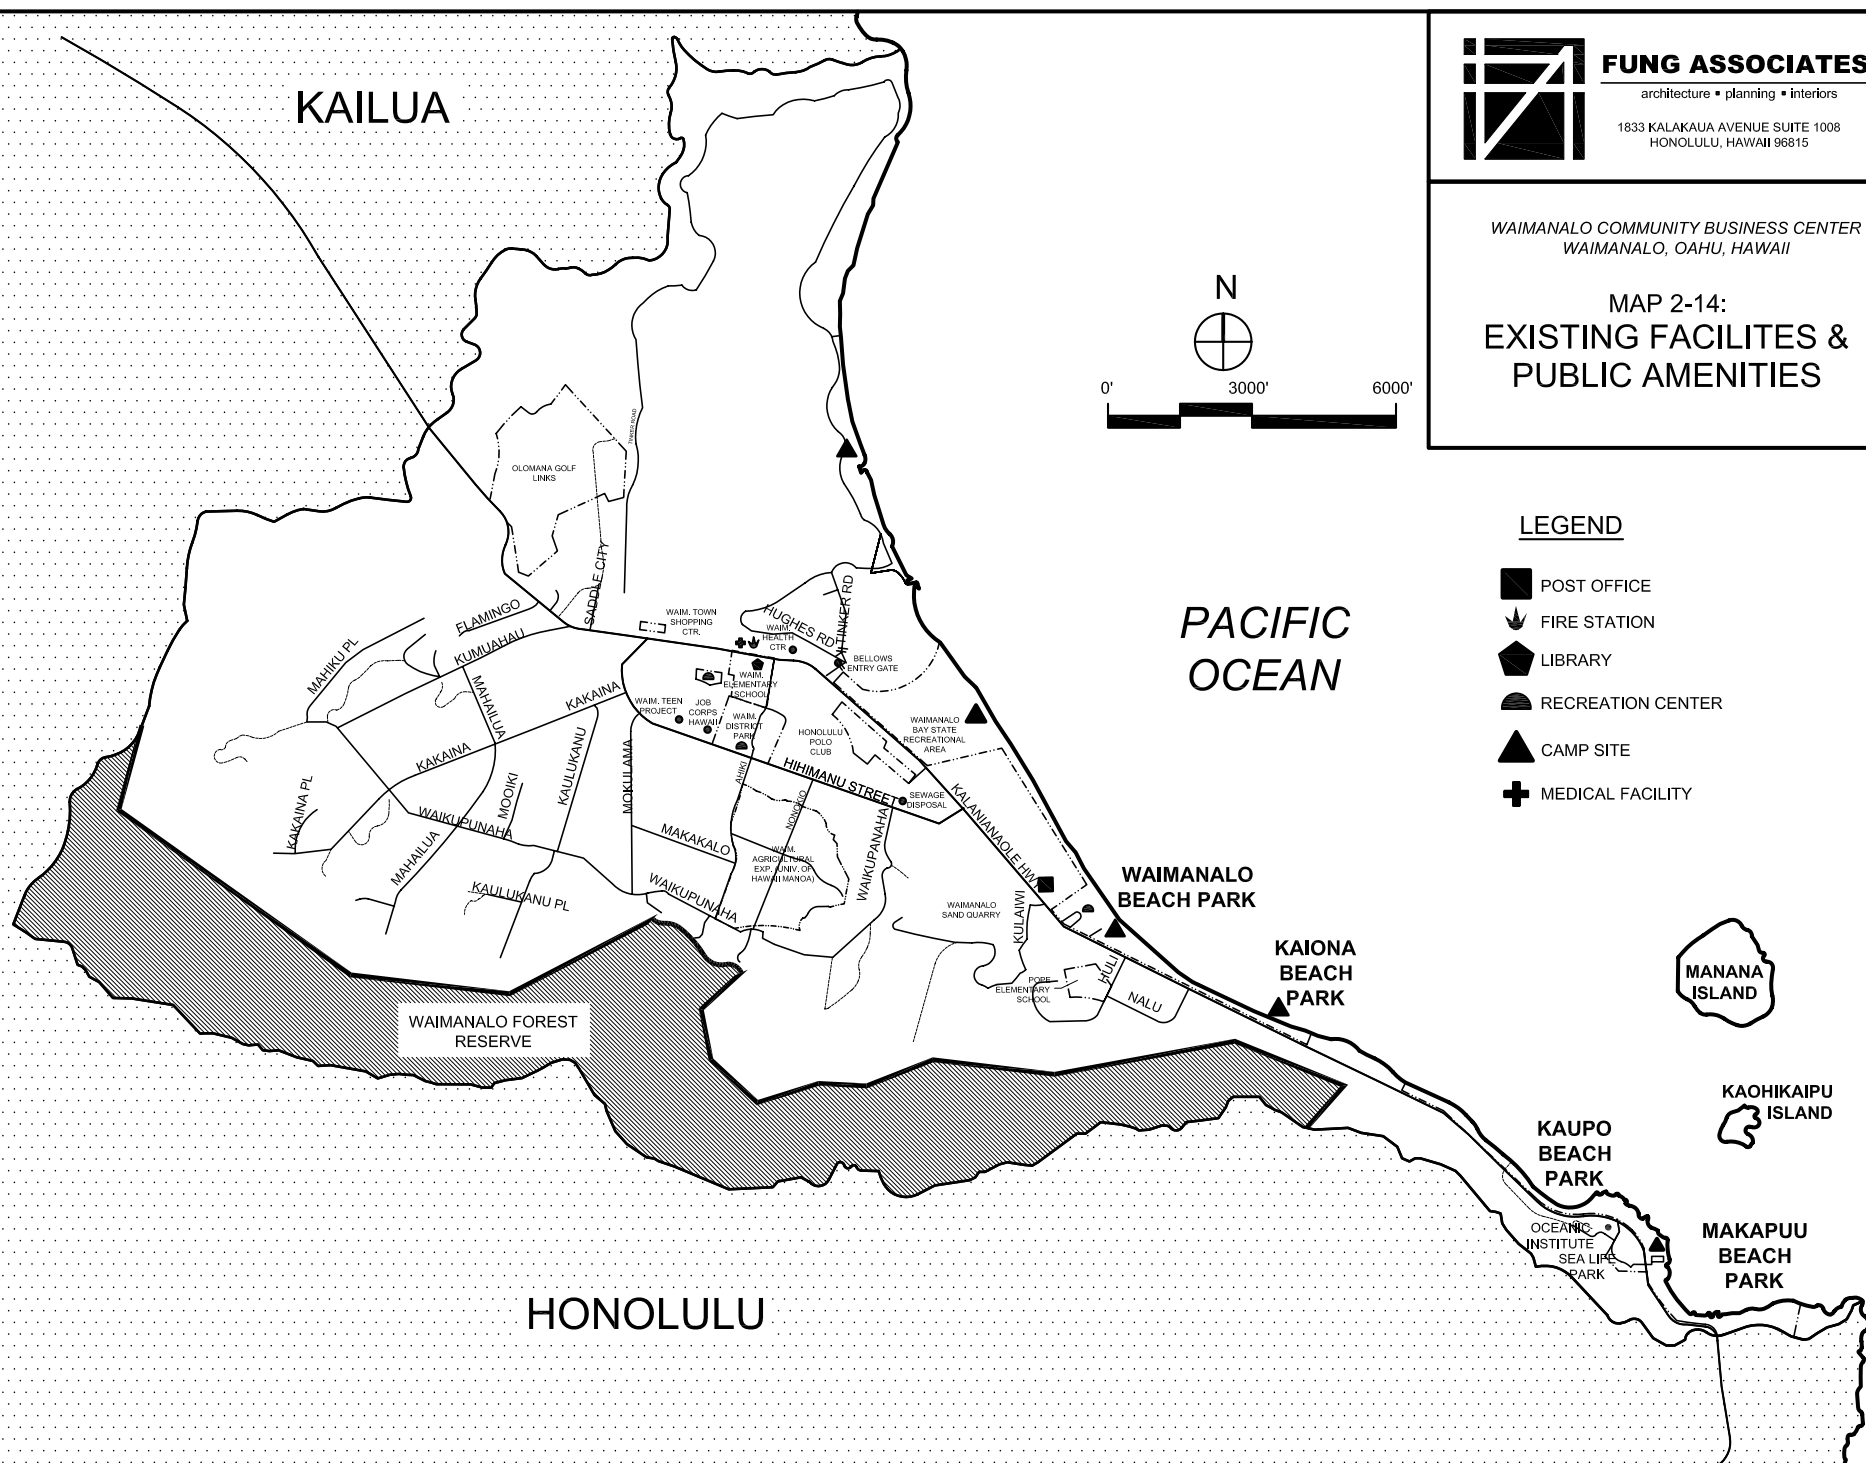 KAILUA
FUNG ASSOCIATES
architecture ▪ planning ▪ interiors
1833 KALAKAUA AVENUE SUITE 1008
HONOLULU, HAWAII 96815
WAIMANALO COMMUNITY BUSINESS CENTER
WAIMANALO, OAHU, HAWAII
MAP 2-14:
EXISTING FACILITES &
PUBLIC AMENITIES
N
0' 3000' 6000'
LEGEND
POST OFFICE
FIRE STATION
LIBRARY
RECREATION CENTER
CAMP SITE
MEDICAL FACILITY
PACIFIC
OCEAN
OLOMANA GOLF
LINKS
TINKER ROAD
SADDLE CITY
FLAMINGO
KUMUAHAU
MAHIKU PL
MAHAILUA
KAKAINA
KAKAINA
KAKAINA PL
WAIKUPUNAHA
MAHAILUA
MOOIKI
KAULUKANU
KAULUKANU PL
MOKULAMA
MAKAKALO
WAIKUPUNAHA
WAIM. TOWN
SHOPPING
CTR.
HUGHES RD
TINKER RD
WAIM.
HEALTH
CTR
BELLOWS
ENTRY GATE
WAIM.
ELEMENTARY
SCHOOL
WAIM. TEEN
PROJECT
JOB
CORPS
HAWAII
WAIM.
DISTRICT
PARK
HONOLULU
POLO
CLUB
WAIMANALO
BAY STATE
RECREATIONAL
AREA
HIHIMANU STREET
SEWAGE
DISPOSAL
AHIKI
NONOKIO
WAIM.
AGRICULTURAL
EXP. (UNIV. OF
HAWAII MANOA)
WAIKUPANAHA
KALANIANAOLE HWY
WAIMANALO
SAND QUARRY
KULAIWI
POPE
ELEMENTARY
SCHOOL
HULI
NALU
WAIMANALO
BEACH PARK
KAIONA
BEACH
PARK
MANANA
ISLAND
KAOHIKAIPU
ISLAND
KAUPO
BEACH
PARK
OCEANIC
INSTITUTE
SEA LIFE
PARK
MAKAPUU
BEACH
PARK
WAIMANALO FOREST
RESERVE
HONOLULU